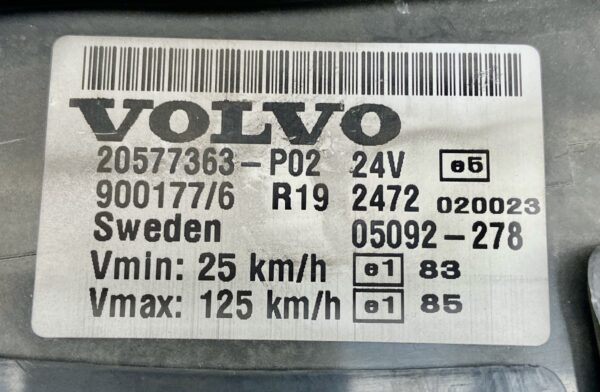 VOLVO
20577363-P02 24V e5
900177/6 R19 2472 020023
Sweden 05092-278
Vmin: 25 km/h e1 83
Vmax: 125 km/h e1 85